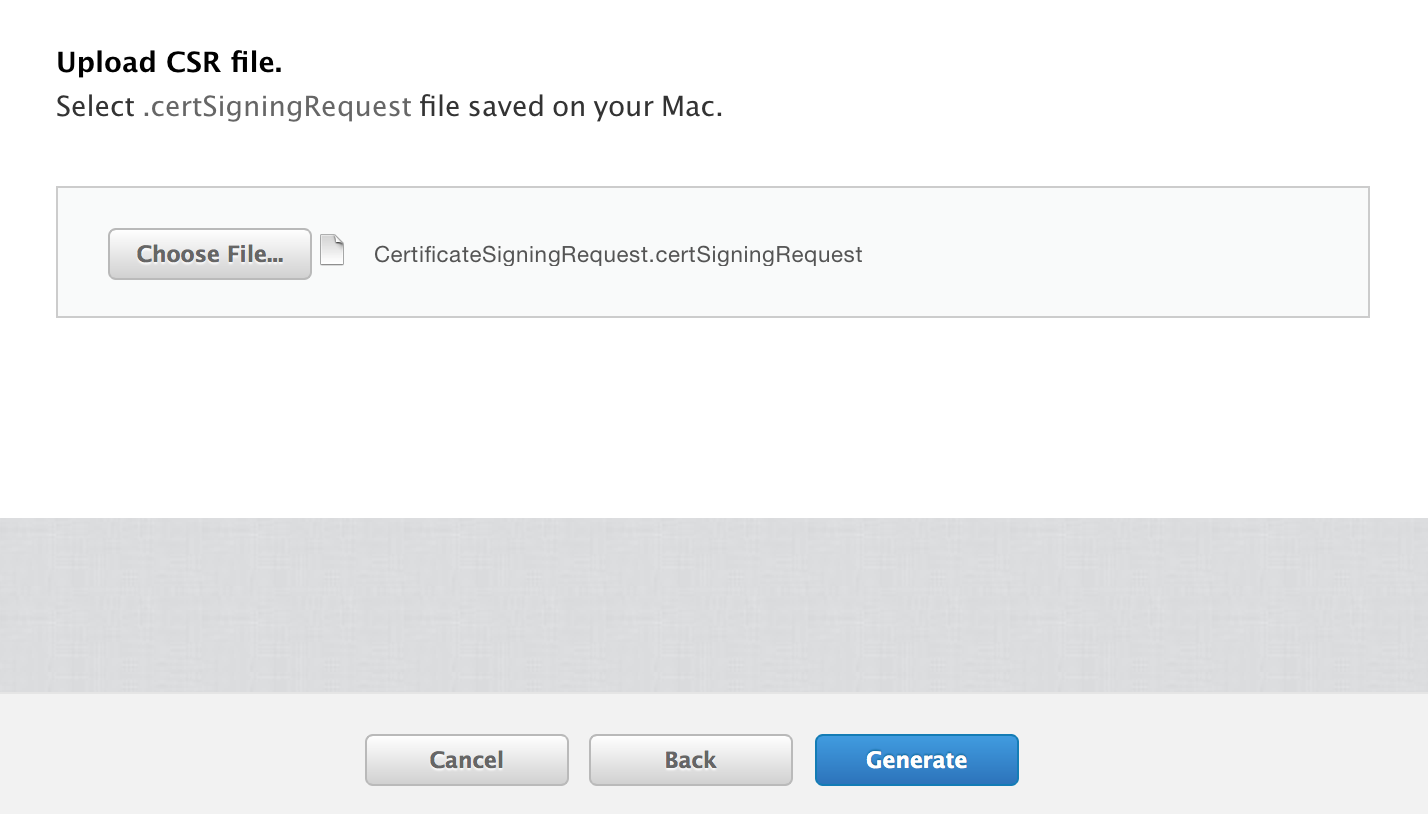 Upload CSR file.
Select .certSigningRequest file saved on your Mac.
Choose File... CertificateSigningRequest.certSigningRequest
Cancel Back Generate